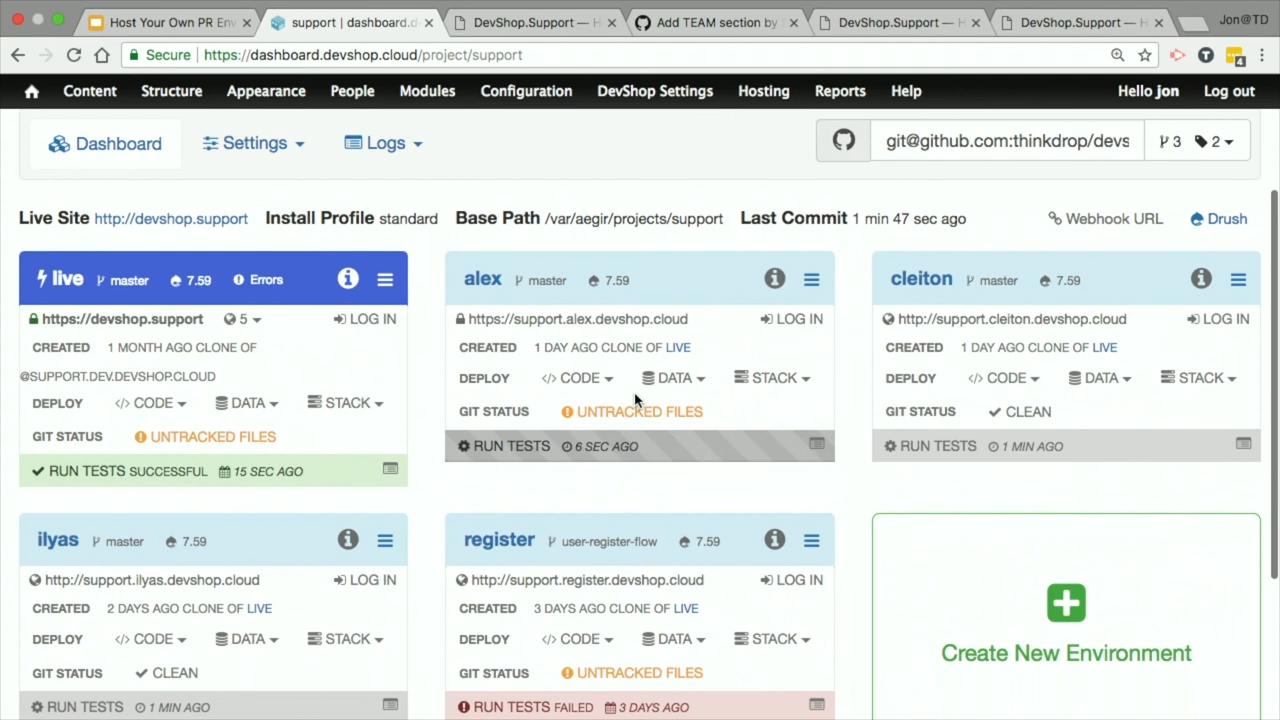 Host Your Own PR Env
support | dashboard.d
DevShop.Support — H
Add TEAM section by
DevShop.Support — H
DevShop.Support — H
Jon@TD
Secure https://dashboard.devshop.cloud/project/support
4
Content Structure Appearance People Modules Configuration DevShop Settings Hosting Reports Help Hello jon Log out
Dashboard Settings Logs git@github.com:thinkdrop/devs 3 2
Live Site http://devshop.support Install Profile standard Base Path /var/aegir/projects/support Last Commit 1 min 47 sec ago Webhook URL Drush
live master 7.59 Errors
https://devshop.support 5 LOG IN
CREATED 1 MONTH AGO CLONE OF
@SUPPORT.DEV.DEVSHOP.CLOUD
DEPLOY </> CODE DATA STACK
GIT STATUS UNTRACKED FILES
RUN TESTS SUCCESSFUL 15 SEC AGO
alex master 7.59
https://support.alex.devshop.cloud LOG IN
CREATED 1 DAY AGO CLONE OF LIVE
DEPLOY </> CODE DATA STACK
GIT STATUS UNTRACKED FILES
RUN TESTS 6 SEC AGO
cleiton master 7.59
http://support.cleiton.devshop.cloud LOG IN
CREATED 1 DAY AGO CLONE OF LIVE
DEPLOY </> CODE DATA STACK
GIT STATUS CLEAN
RUN TESTS 1 MIN AGO
ilyas master 7.59
http://support.ilyas.devshop.cloud LOG IN
CREATED 2 DAYS AGO CLONE OF LIVE
DEPLOY </> CODE DATA STACK
GIT STATUS CLEAN
RUN TESTS 1 MIN AGO
register user-register-flow 7.59
http://support.register.devshop.cloud LOG IN
CREATED 3 DAYS AGO CLONE OF LIVE
DEPLOY </> CODE DATA STACK
GIT STATUS UNTRACKED FILES
RUN TESTS FAILED 3 DAYS AGO
Create New Environment